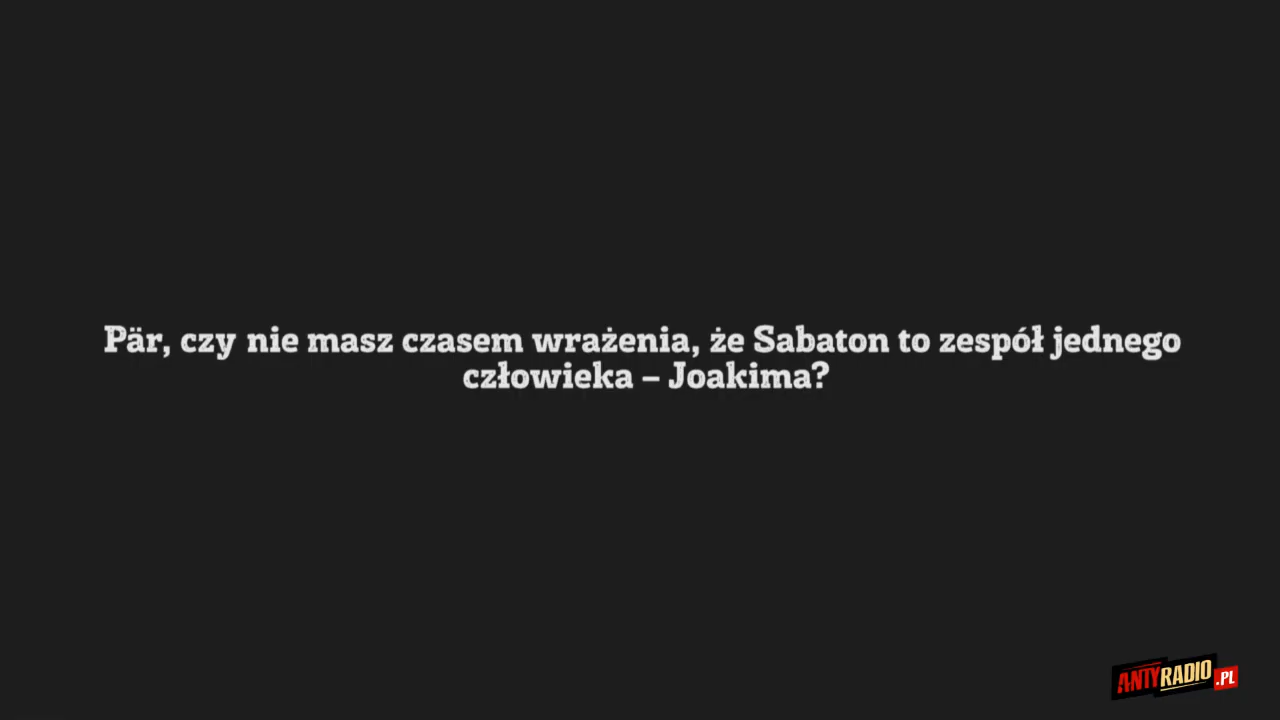 Pär, czy nie masz czasem wrażenia, że Sabaton to zespół jednego
człowieka – Joakima?
ANTYRADIO.PL